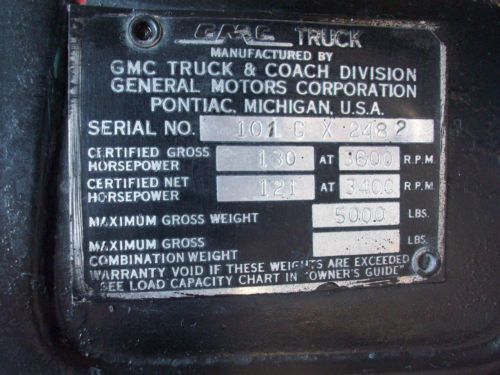 GMC TRUCK
MANUFACTURED BY
GMC TRUCK & COACH DIVISION
GENERAL MOTORS CORPORATION
PONTIAC, MICHIGAN, U.S.A.
SERIAL NO. 101 G X 2482
CERTIFIED GROSS HORSEPOWER 130 AT 3600 R.P.M.
CERTIFIED NET HORSEPOWER 121 AT 3400 R.P.M.
MAXIMUM GROSS WEIGHT 5000 LBS.
MAXIMUM GROSS COMBINATION WEIGHT LBS.
WARRANTY VOID IF THESE WEIGHTS ARE EXCEEDED
SEE LOAD CAPACITY CHART IN "OWNER'S GUIDE"